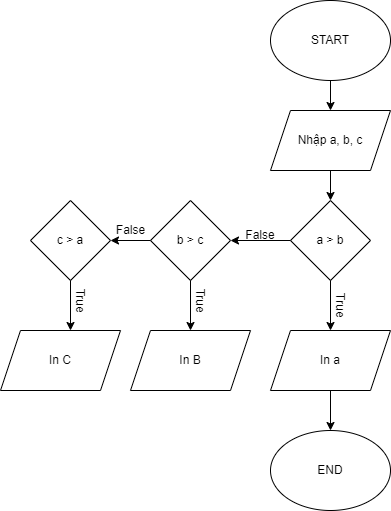 START
Nhập a, b, c
c > a
False
b > c
False
a > b
True
True
True
In C
In B
In a
END